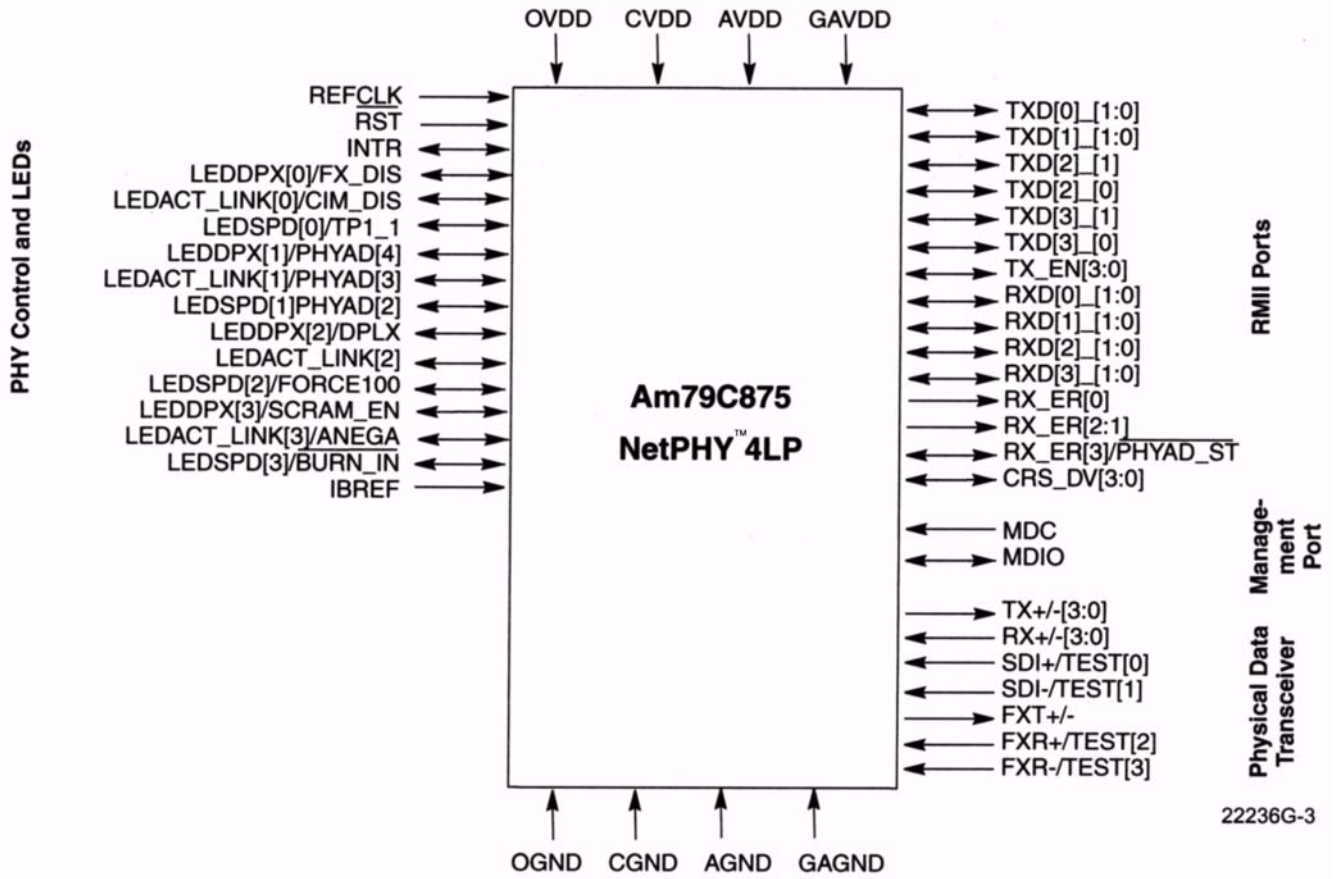 OVDD CVDD AVDD GAVDD
PHY Control and LEDs
REFCLK
RST
INTR
LEDDPX[0]/FX_DIS
LEDACT_LINK[0]/CIM_DIS
LEDSPD[0]/TP1_1
LEDDPX[1]/PHYAD[4]
LEDACT_LINK[1]/PHYAD[3]
LEDSPD[1]PHYAD[2]
LEDDPX[2]/DPLX
LEDACT_LINK[2]
LEDSPD[2]/FORCE100
LEDDPX[3]/SCRAM_EN
LEDACT_LINK[3]/ANEGA
LEDSPD[3]/BURN_IN
IBREF
Am79C875
NetPHY™ 4LP
TXD[0]_[1:0]
TXD[1]_[1:0]
TXD[2]_[1]
TXD[2]_[0]
TXD[3]_[1]
TXD[3]_[0]
TX_EN[3:0]
RXD[0]_[1:0]
RXD[1]_[1:0]
RXD[2]_[1:0]
RXD[3]_[1:0]
RX_ER[0]
RX_ER[2:1]
RX_ER[3]/PHYAD_ST
CRS_DV[3:0]
RMII Ports
MDC
MDIO
Manage-
ment
Port
TX+/-[3:0]
RX+/-[3:0]
SDI+/TEST[0]
SDI-/TEST[1]
FXT+/-
FXR+/TEST[2]
FXR-/TEST[3]
Physical Data
Transceiver
22236G-3
OGND CGND AGND GAGND